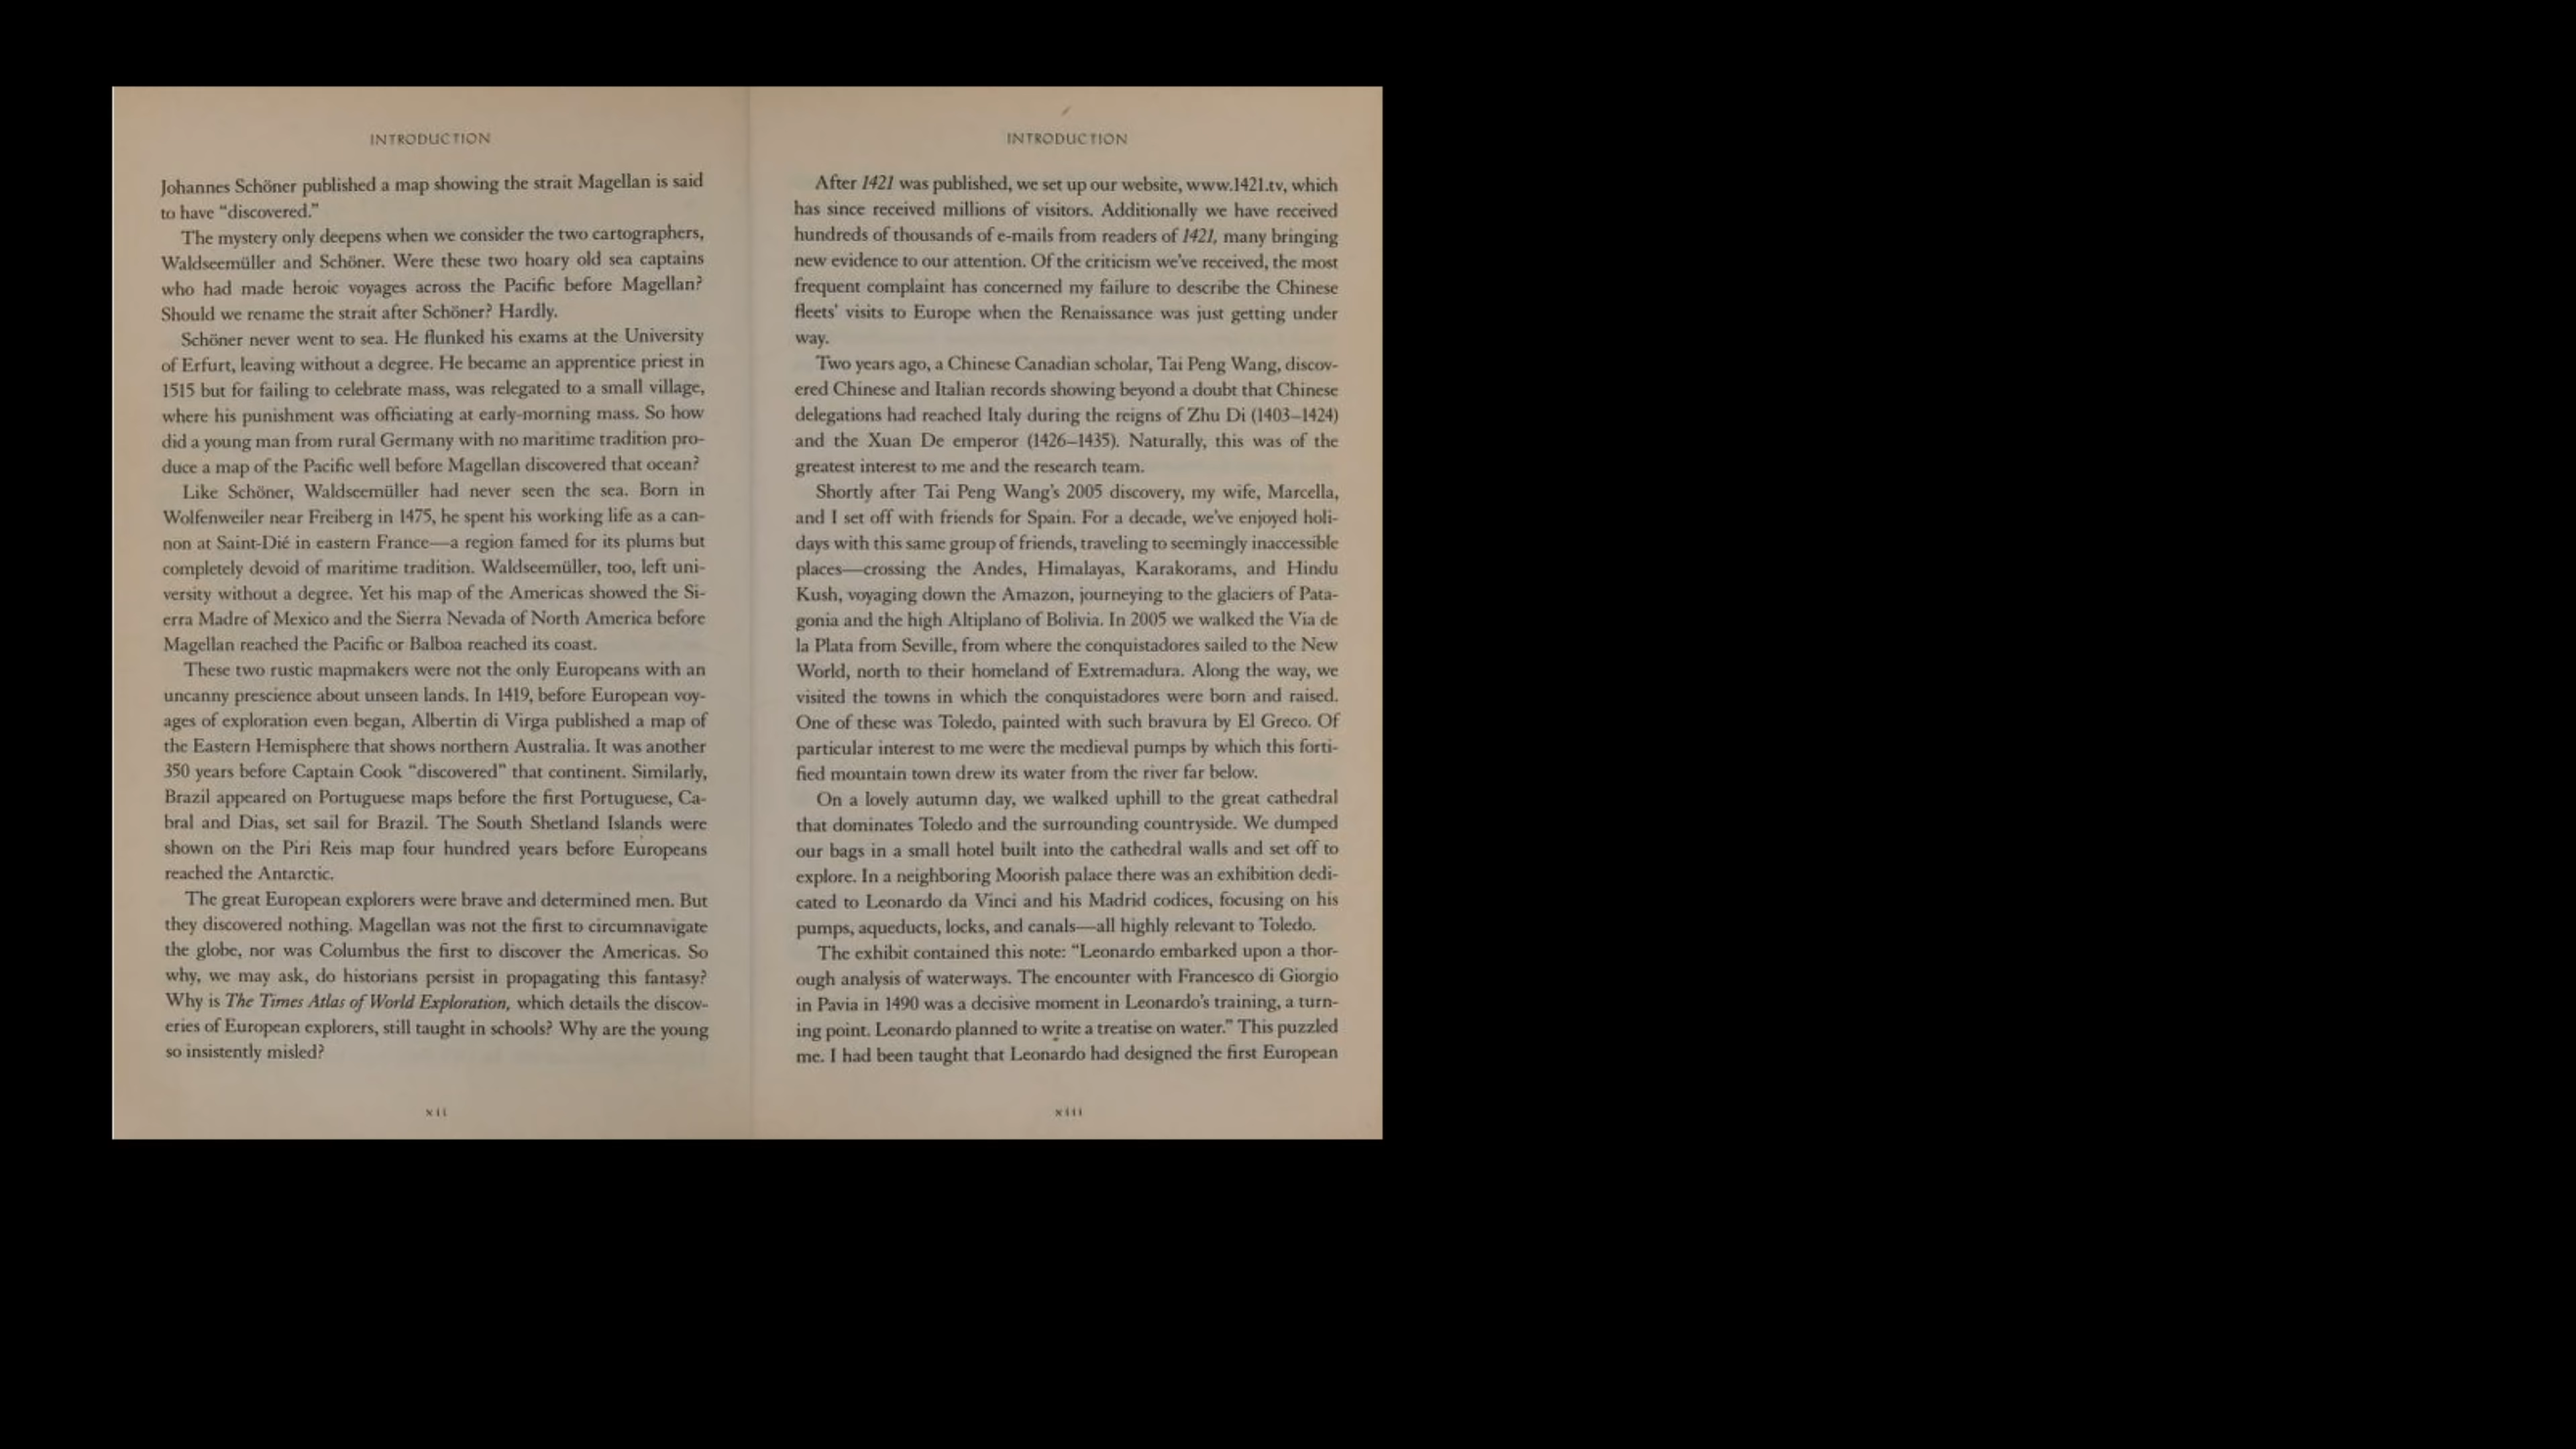 INTRODUCTION
Johannes Schöner published a map showing the strait Magellan is said
to have “discovered.”
The mystery only deepens when we consider the two cartographers,
Waldseemüller and Schöner. Were these two hoary old sea captains
who had made heroic voyages across the Pacific before Magellan?
Should we rename the strait after Schöner? Hardly.
Schöner never went to sea. He flunked his exams at the University
of Erfurt, leaving without a degree. He became an apprentice priest in
1515 but for failing to celebrate mass, was relegated to a small village,
where his punishment was officiating at early-morning mass. So how
did a young man from rural Germany with no maritime tradition pro-
duce a map of the Pacific well before Magellan discovered that ocean?
Like Schöner, Waldseemüller had never seen the sea. Born in
Wolfenweiler near Freiberg in 1475, he spent his working life as a can-
non at Saint-Dié in eastern France—a region famed for its plums but
completely devoid of maritime tradition. Waldseemüller, too, left uni-
versity without a degree. Yet his map of the Americas showed the Si-
erra Madre of Mexico and the Sierra Nevada of North America before
Magellan reached the Pacific or Balboa reached its coast.
These two rustic mapmakers were not the only Europeans with an
uncanny prescience about unseen lands. In 1419, before European voy-
ages of exploration even began, Albertin di Virga published a map of
the Eastern Hemisphere that shows northern Australia. It was another
350 years before Captain Cook “discovered” that continent. Similarly,
Brazil appeared on Portuguese maps before the first Portuguese, Ca-
bral and Dias, set sail for Brazil. The South Shetland Islands were
shown on the Piri Reis map four hundred years before Europeans
reached the Antarctic.
The great European explorers were brave and determined men. But
they discovered nothing. Magellan was not the first to circumnavigate
the globe, nor was Columbus the first to discover the Americas. So
why, we may ask, do historians persist in propagating this fantasy?
Why is The Times Atlas of World Exploration, which details the discov-
eries of European explorers, still taught in schools? Why are the young
so insistently misled?
xii
INTRODUCTION
After 1421 was published, we set up our website, www.1421.tv, which
has since received millions of visitors. Additionally we have received
hundreds of thousands of e-mails from readers of 1421, many bringing
new evidence to our attention. Of the criticism we’ve received, the most
frequent complaint has concerned my failure to describe the Chinese
fleets’ visits to Europe when the Renaissance was just getting under
way.
Two years ago, a Chinese Canadian scholar, Tai Peng Wang, discov-
ered Chinese and Italian records showing beyond a doubt that Chinese
delegations had reached Italy during the reigns of Zhu Di (1403–1424)
and the Xuan De emperor (1426–1435). Naturally, this was of the
greatest interest to me and the research team.
Shortly after Tai Peng Wang’s 2005 discovery, my wife, Marcella,
and I set off with friends for Spain. For a decade, we’ve enjoyed holi-
days with this same group of friends, traveling to seemingly inaccessible
places—crossing the Andes, Himalayas, Karakorams, and Hindu
Kush, voyaging down the Amazon, journeying to the glaciers of Pata-
gonia and the high Altiplano of Bolivia. In 2005 we walked the Via de
la Plata from Seville, from where the conquistadores sailed to the New
World, north to their homeland of Extremadura. Along the way, we
visited the towns in which the conquistadores were born and raised.
One of these was Toledo, painted with such bravura by El Greco. Of
particular interest to me were the medieval pumps by which this forti-
fied mountain town drew its water from the river far below.
On a lovely autumn day, we walked uphill to the great cathedral
that dominates Toledo and the surrounding countryside. We dumped
our bags in a small hotel built into the cathedral walls and set off to
explore. In a neighboring Moorish palace there was an exhibition dedi-
cated to Leonardo da Vinci and his Madrid codices, focusing on his
pumps, aqueducts, locks, and canals—all highly relevant to Toledo.
The exhibit contained this note: “Leonardo embarked upon a thor-
ough analysis of waterways. The encounter with Francesco di Giorgio
in Pavia in 1490 was a decisive moment in Leonardo’s training, a turn-
ing point. Leonardo planned to write a treatise on water.” This puzzled
me. I had been taught that Leonardo had designed the first European
xiii